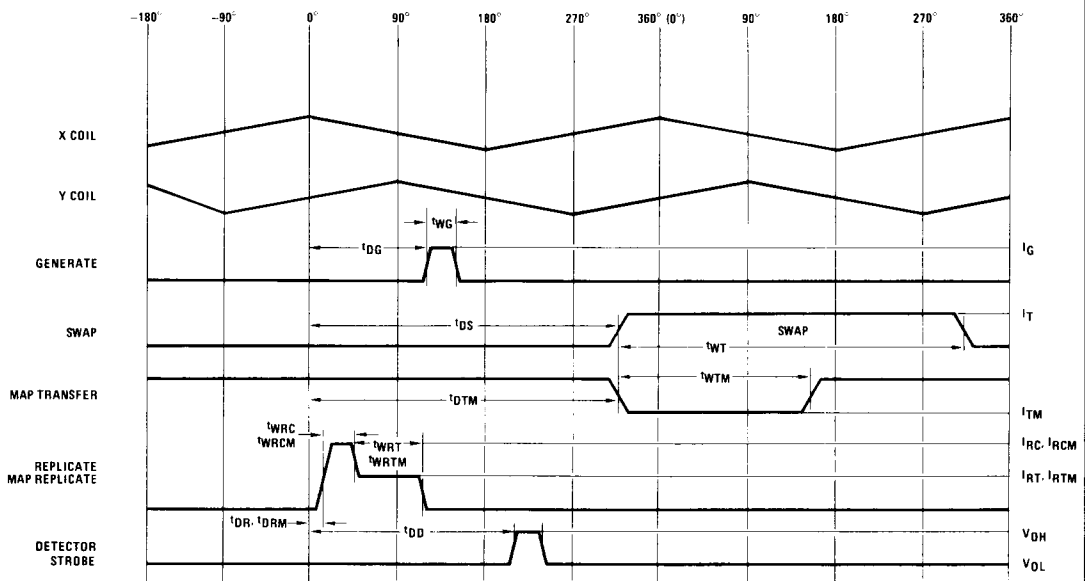 -180° -90° 0° 90° 180° 270° 360° (0°) 90° 180° 270° 360°
X COIL
Y COIL
tWG
tDG
IG
GENERATE
IT
tDS
SWAP
SWAP
tWT
tWTM
MAP TRANSFER
tDTM
ITM
tWRC
tWRCM
tWRT
IRC, IRCM
tWRTM
REPLICATE
MAP REPLICATE
IRT, IRTM
tDR, tDRM
tDD
VOH
DETECTOR
STROBE
VOL